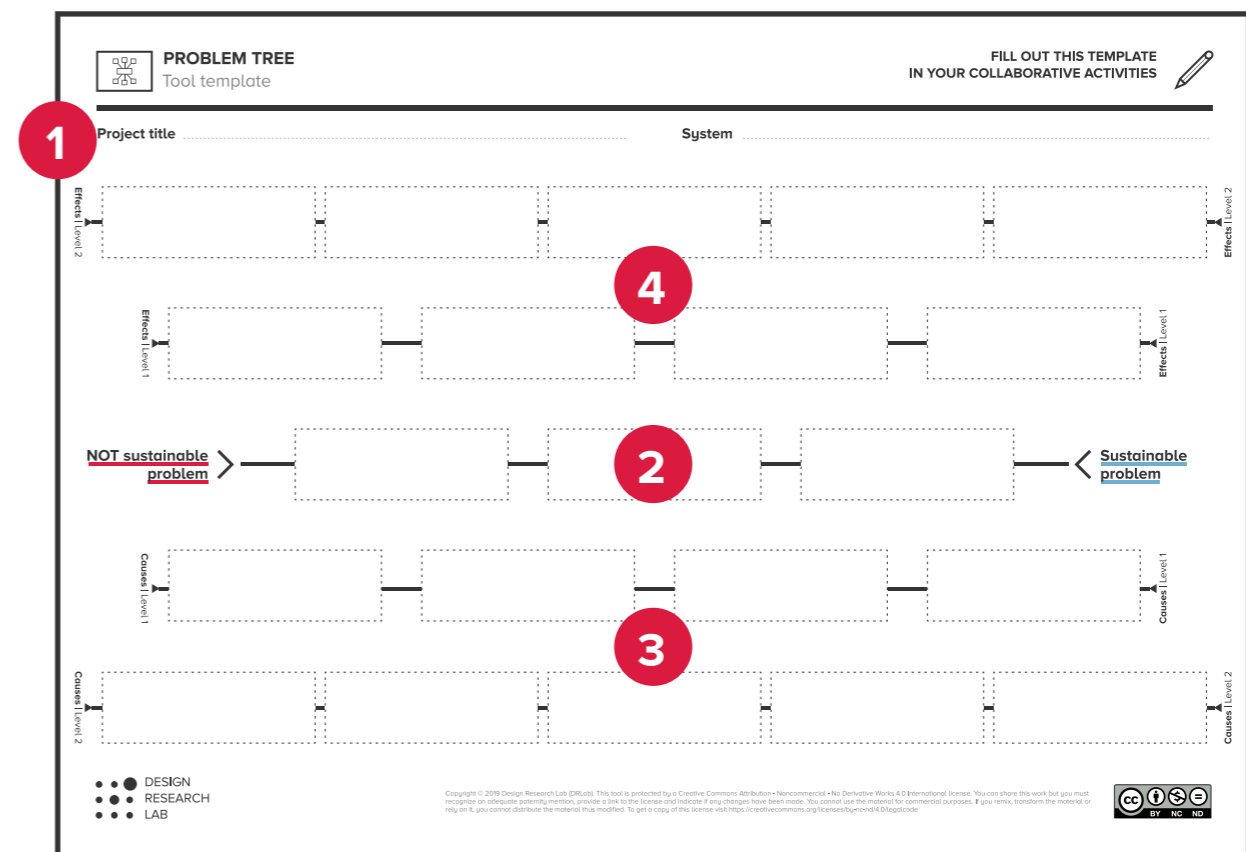 PROBLEM TREE
Tool template
FILL OUT THIS TEMPLATE
IN YOUR COLLABORATIVE ACTIVITIES
1
Project title
System
Effects | Level 2
Effects | Level 2
4
Effects | Level 1
Effects | Level 1
NOT sustainable
problem
2
Sustainable
problem
Causes | Level 1
Causes | Level 1
3
Causes | Level 2
Causes | Level 2
DESIGN
RESEARCH
LAB
Copyright © 2019 Design Research Lab (DRLab). This tool is protected by a Creative Commons Attribution • Noncommercial • No Derivative Works 4.0 International license. You can share this work but you must
recognize an adequate paternity mention, provide a link to the license and indicate if any changes have been made. You cannot use the material for commercial purposes. If you remix, transform the material or
rely on it, you cannot distribute the material thus modified. To get a copy of this license visit https://creativecommons.org/licenses/by-nc-nd/4.0/legalcode
cc
BY NC ND